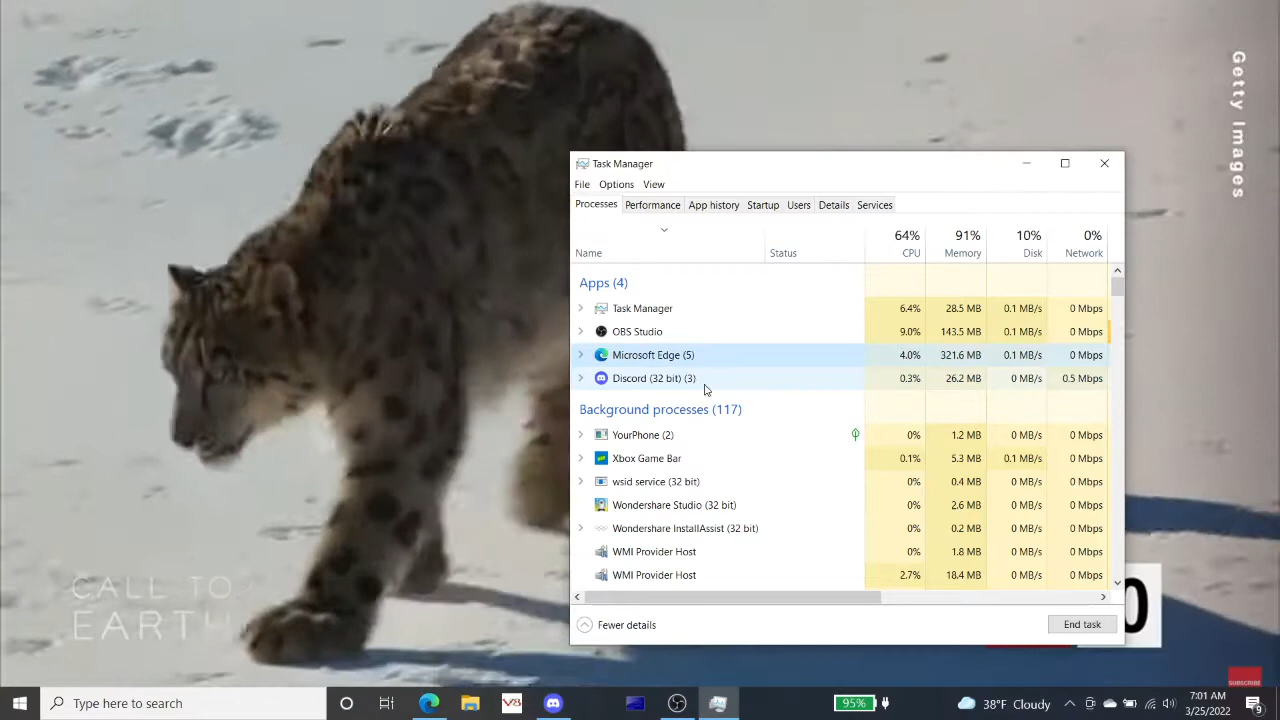 Getty Images
Task Manager
File Options View
Processes Performance App history Startup Users Details Services
64% 91% 10% 0%
Name Status CPU Memory Disk Network
Apps (4)
Task Manager 6.4% 28.5 MB 0.1 MB/s 0 Mbps
OBS Studio 9.0% 143.5 MB 0.1 MB/s 0 Mbps
Microsoft Edge (5) 4.0% 321.6 MB 0.1 MB/s 0 Mbps
Discord (32 bit) (3) 0.3% 26.2 MB 0 MB/s 0.5 Mbps
Background processes (117)
YourPhone (2) 0% 1.2 MB 0 MB/s 0 Mbps
Xbox Game Bar 0.1% 5.3 MB 0.1 MB/s 0 Mbps
wsid service (32 bit) 0% 0.4 MB 0 MB/s 0 Mbps
Wondershare Studio (32 bit) 0% 2.6 MB 0 MB/s 0 Mbps
Wondershare InstallAssist (32 bit) 0% 0.2 MB 0 MB/s 0 Mbps
WMI Provider Host 0% 1.8 MB 0 MB/s 0 Mbps
WMI Provider Host 2.7% 18.4 MB 0 MB/s 0 Mbps
CALL TO
EARTH
0
Fewer details End task
SUBSCRIBE
Type here to search
V8
95%
38°F Cloudy
7:01 AM
3/25/2022
9